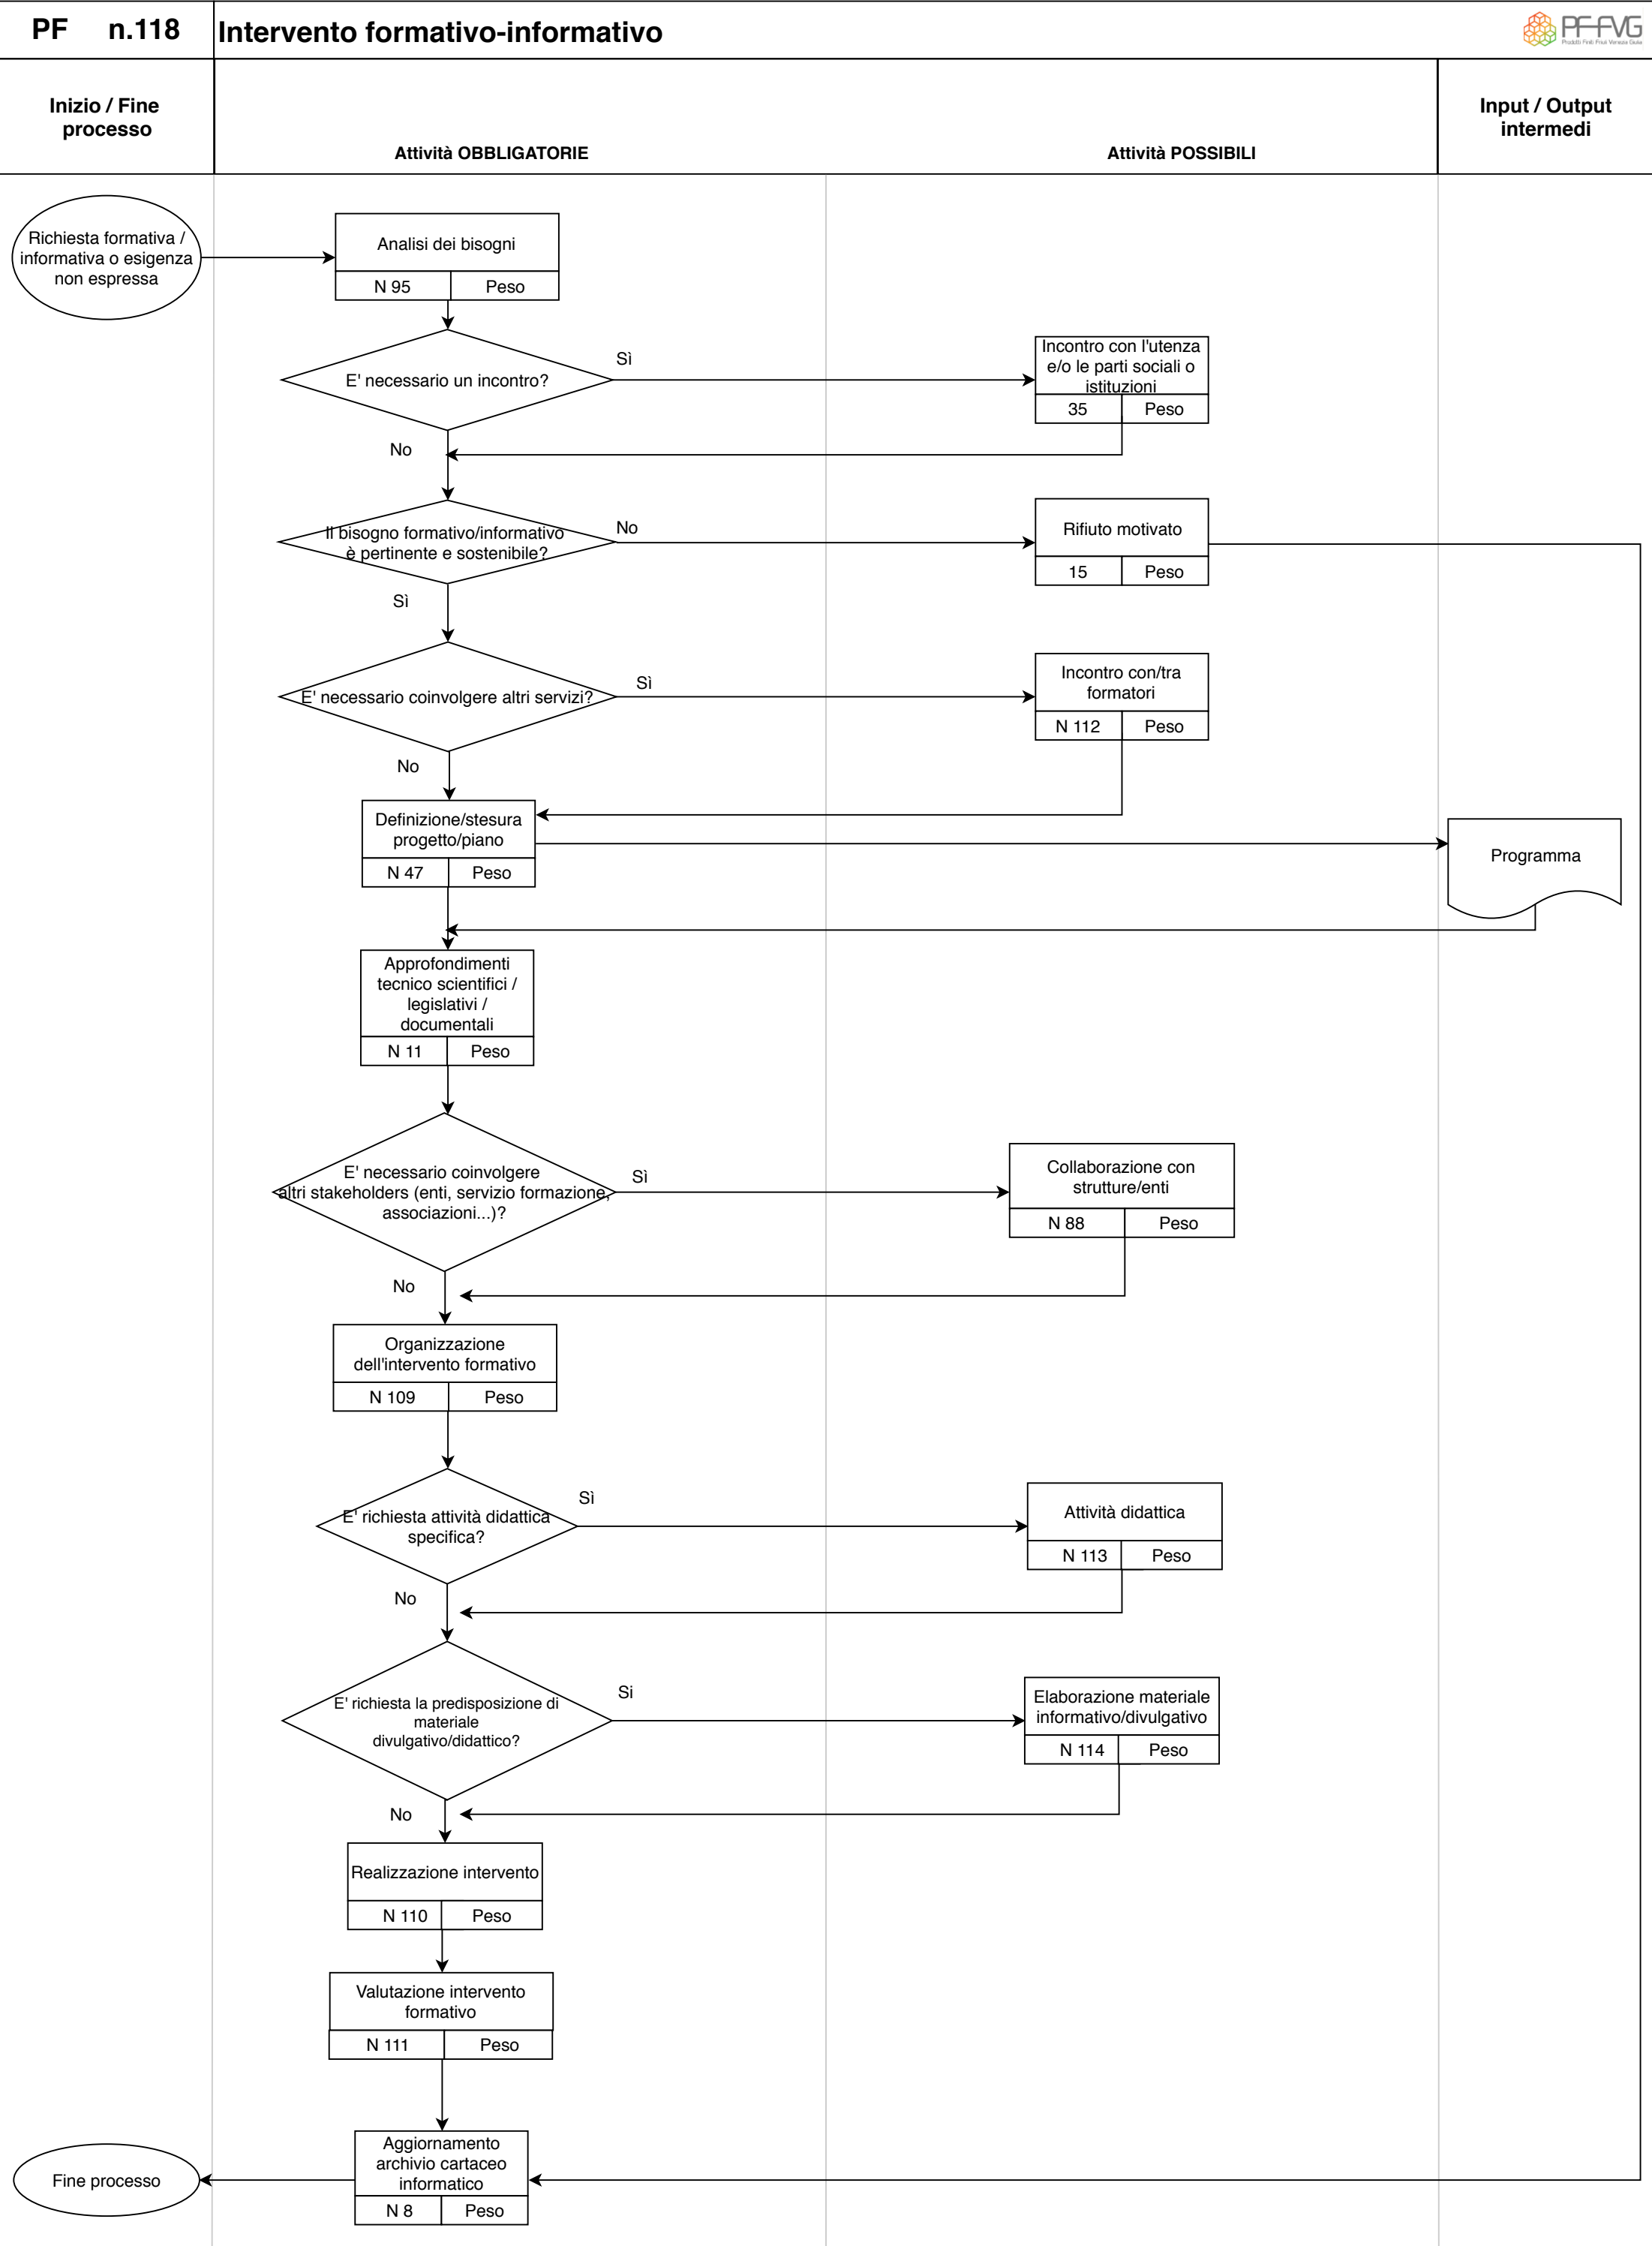 PF n.118
Intervento formativo-informativo
PF-FVG
Prodotti Finiti Friuli Venezia Giulia
Inizio / Fine
processo
Attività OBBLIGATORIE
Attività POSSIBILI
Input / Output
intermedi
Richiesta formativa /
informativa o esigenza
non espressa
Analisi dei bisogni
N 95
Peso
E' necessario un incontro?
Sì
Incontro con l'utenza
e/o le parti sociali o
istituzioni
35
Peso
No
Il bisogno formativo/informativo
è pertinente e sostenibile?
No
Rifiuto motivato
15
Peso
Sì
E' necessario coinvolgere altri servizi?
Sì
Incontro con/tra
formatori
N 112
Peso
No
Definizione/stesura
progetto/piano
N 47
Peso
Programma
Approfondimenti
tecnico scientifici /
legislativi /
documentali
N 11
Peso
E' necessario coinvolgere
altri stakeholders (enti, servizio formazione,
associazioni...)?
Sì
Collaborazione con
strutture/enti
N 88
Peso
No
Organizzazione
dell'intervento formativo
N 109
Peso
E' richiesta attività didattica
specifica?
Sì
Attività didattica
N 113
Peso
No
E' richiesta la predisposizione di
materiale
divulgativo/didattico?
Si
Elaborazione materiale
informativo/divulgativo
N 114
Peso
No
Realizzazione intervento
N 110
Peso
Valutazione intervento
formativo
N 111
Peso
Aggiornamento
archivio cartaceo
informatico
N 8
Peso
Fine processo